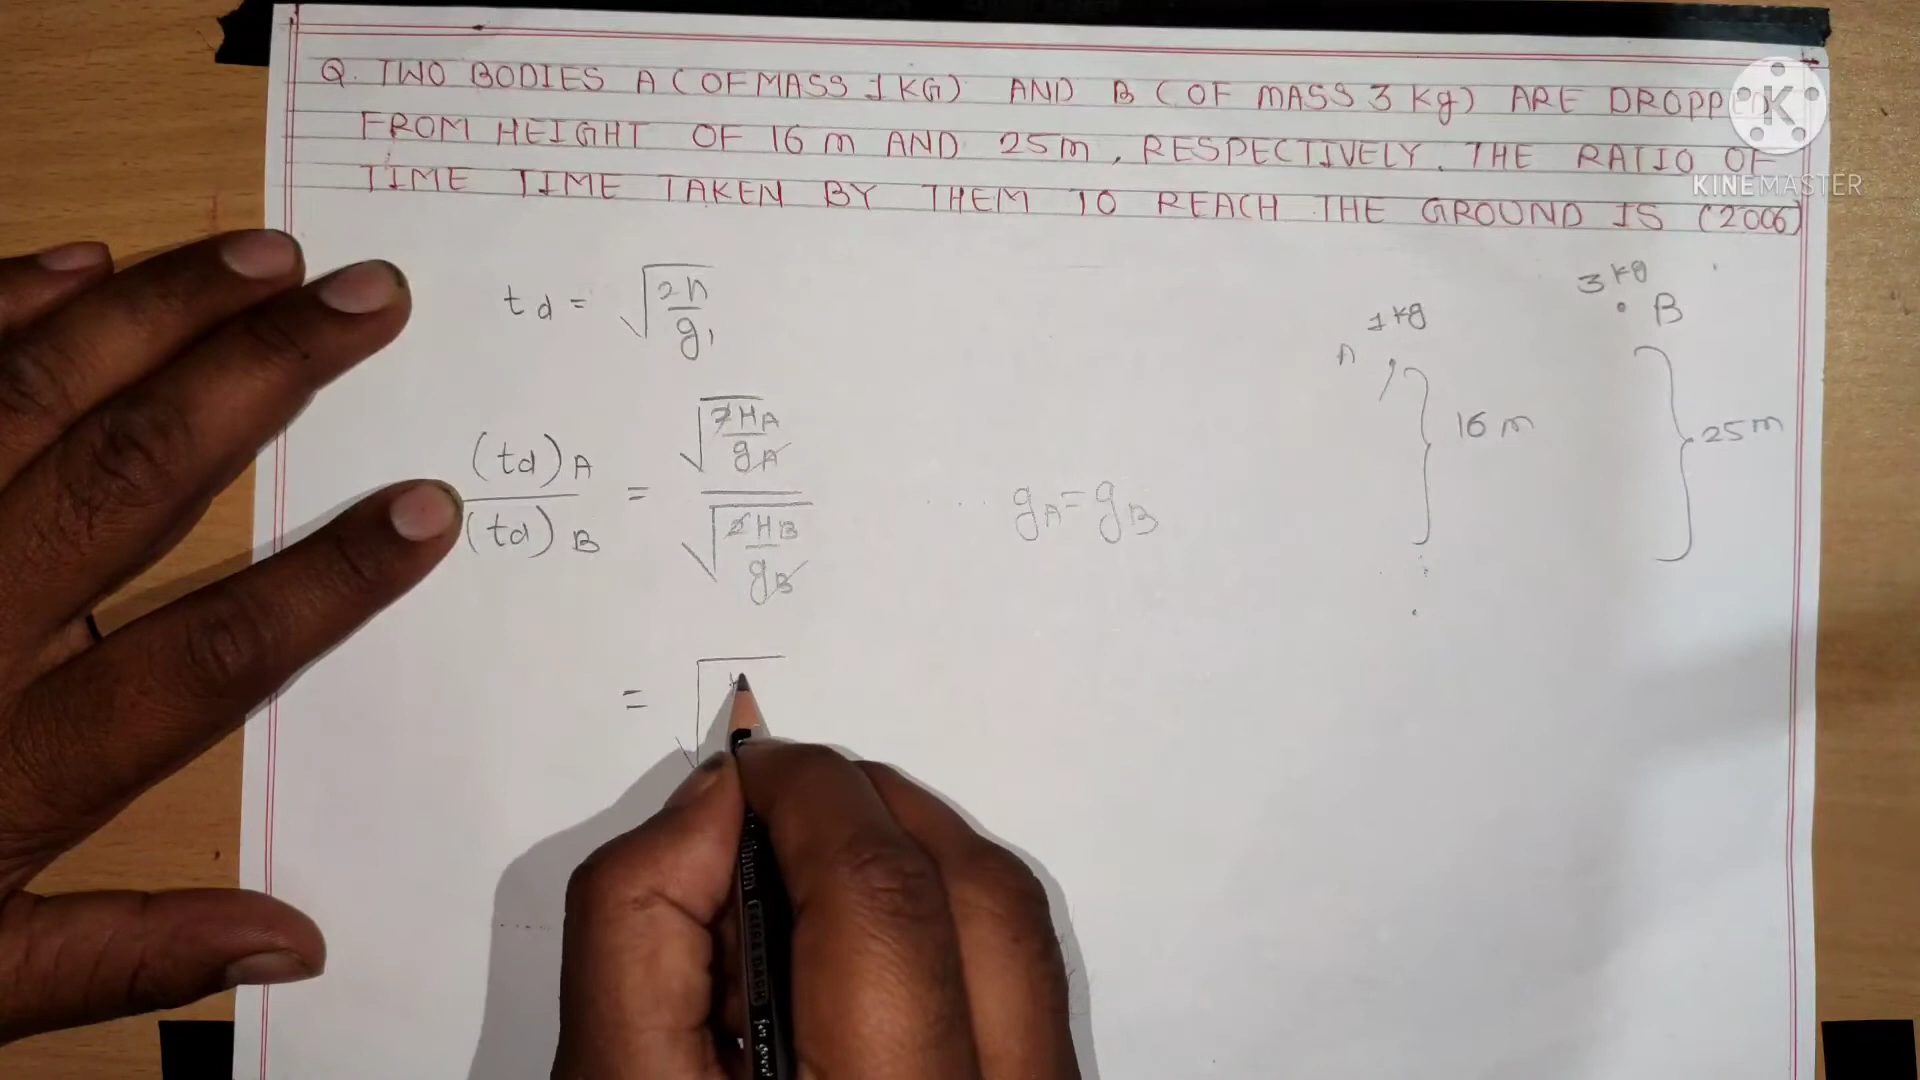 Q. TWO BODIES A (OF MASS 1 KG) AND B (OF MASS 3 Kg) ARE DROPPED
FROM HEIGHT OF 16 m AND 25m, RESPECTIVELY. THE RATIO OF
TIME TIME TAKEN BY THEM TO REACH THE GROUND IS (2006)
K
KINEMASTER
td = √(2h/g)
1 kg
A
16 m
3 kg
B
25 m
(td)A / (td)B = √(2HA/gA) / √(2HB/gB)
gA = gB
= √